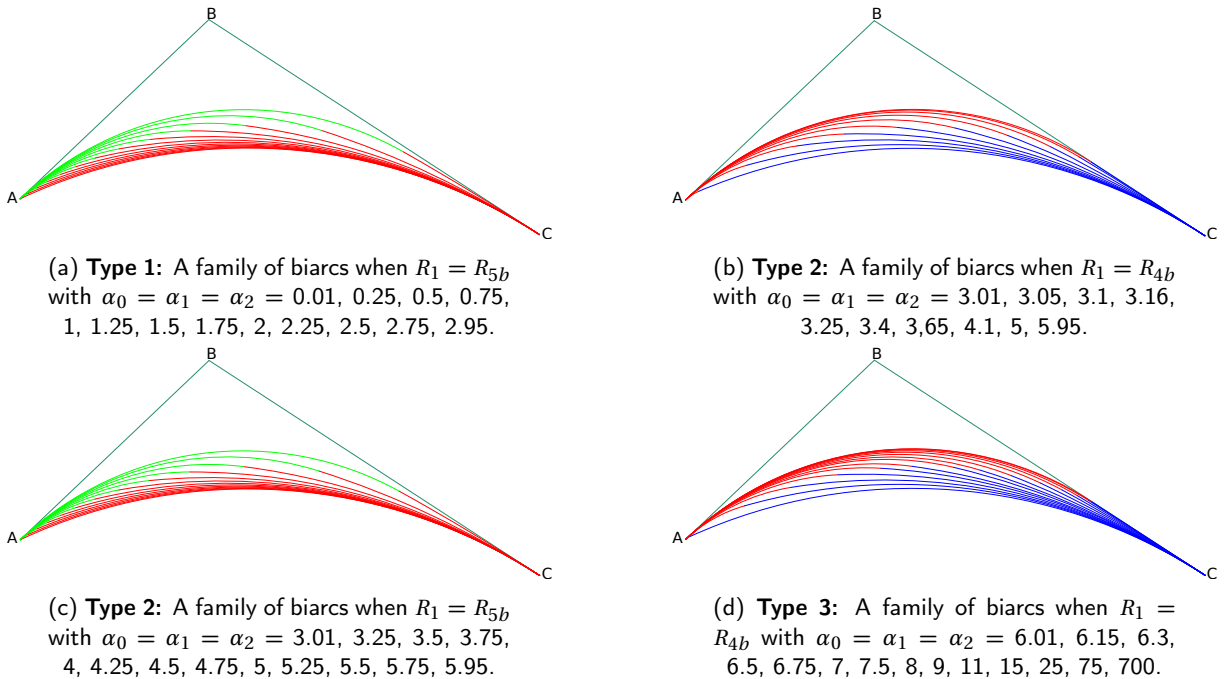 B
A
C
(a) Type 1: A family of biarcs when R₁ = R₅b
with α₀ = α₁ = α₂ = 0.01, 0.25, 0.5, 0.75,
1, 1.25, 1.5, 1.75, 2, 2.25, 2.5, 2.75, 2.95.
B
A
C
(b) Type 2: A family of biarcs when R₁ = R₄b
with α₀ = α₁ = α₂ = 3.01, 3.05, 3.1, 3.16,
3.25, 3.4, 3,65, 4.1, 5, 5.95.
B
A
C
(c) Type 2: A family of biarcs when R₁ = R₅b
with α₀ = α₁ = α₂ = 3.01, 3.25, 3.5, 3.75,
4, 4.25, 4.5, 4.75, 5, 5.25, 5.5, 5.75, 5.95.
B
A
C
(d) Type 3: A family of biarcs when R₁ =
R₄b with α₀ = α₁ = α₂ = 6.01, 6.15, 6.3,
6.5, 6.75, 7, 7.5, 8, 9, 11, 15, 25, 75, 700.